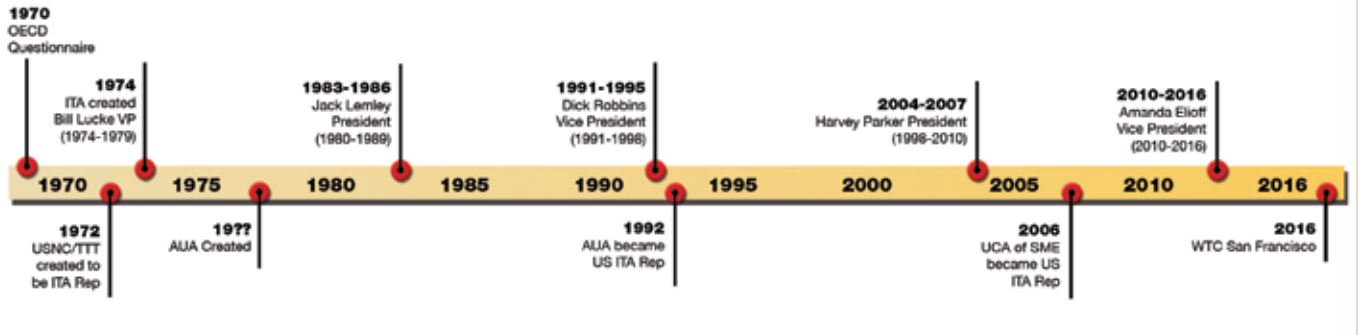 1970
OECD
Questionnaire
1974
ITA created
Bill Lucke VP
(1974-1979)
1983-1986
Jack Lemley
President
(1980-1989)
1991-1995
Dick Robbins
Vice President
(1991-1998)
2004-2007
Harvey Parker President
(1998-2010)
2010-2016
Amanda Elioff
Vice President
(2010-2016)
1970 1975 1980 1985 1990 1995 2000 2005 2010 2016
1972
USNC/TTT
created to
be ITA Rep
19??
AUA Created
1992
AUA became
US ITA Rep
2006
UCA of SME
became US
ITA Rep
2016
WTC San Francisco